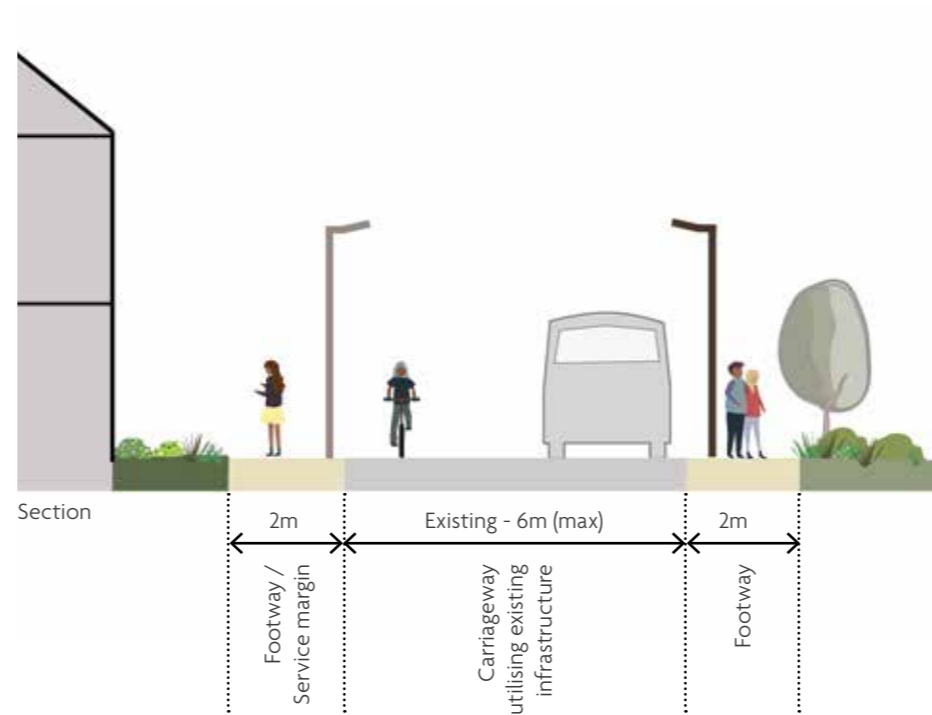 Section
2m
Existing - 6m (max)
2m
Footway /
Service margin
Carriageway
utilising existing
infrastructure
Footway